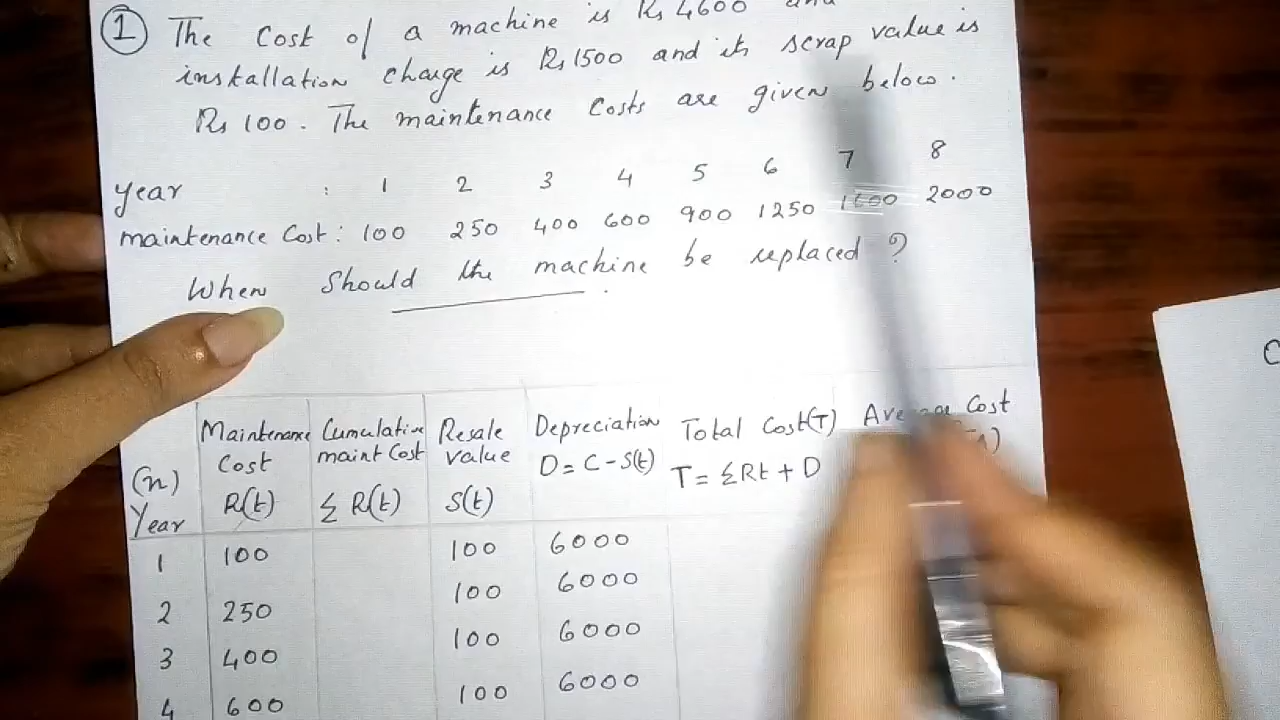 1 The Cost of a machine is Rs 4600 and
installation charge is Rs 1500 and its scrap value is
Rs 100. The maintenance Costs are given below.
year : 1 2 3 4 5 6 7 8
maintenance Cost: 100 250 400 600 900 1250 1600 2000
When Should the machine be replaced ?
(n) Year Maintenance Cost R(t) Cumulative maint Cost ΣR(t) Resale value S(t) Depreciation D = C - S(t) Total Cost(T) T = ΣRt + D Cost
1 100 100 6000
2 250 100 6000
3 400 100 6000
4 600 100 6000
C